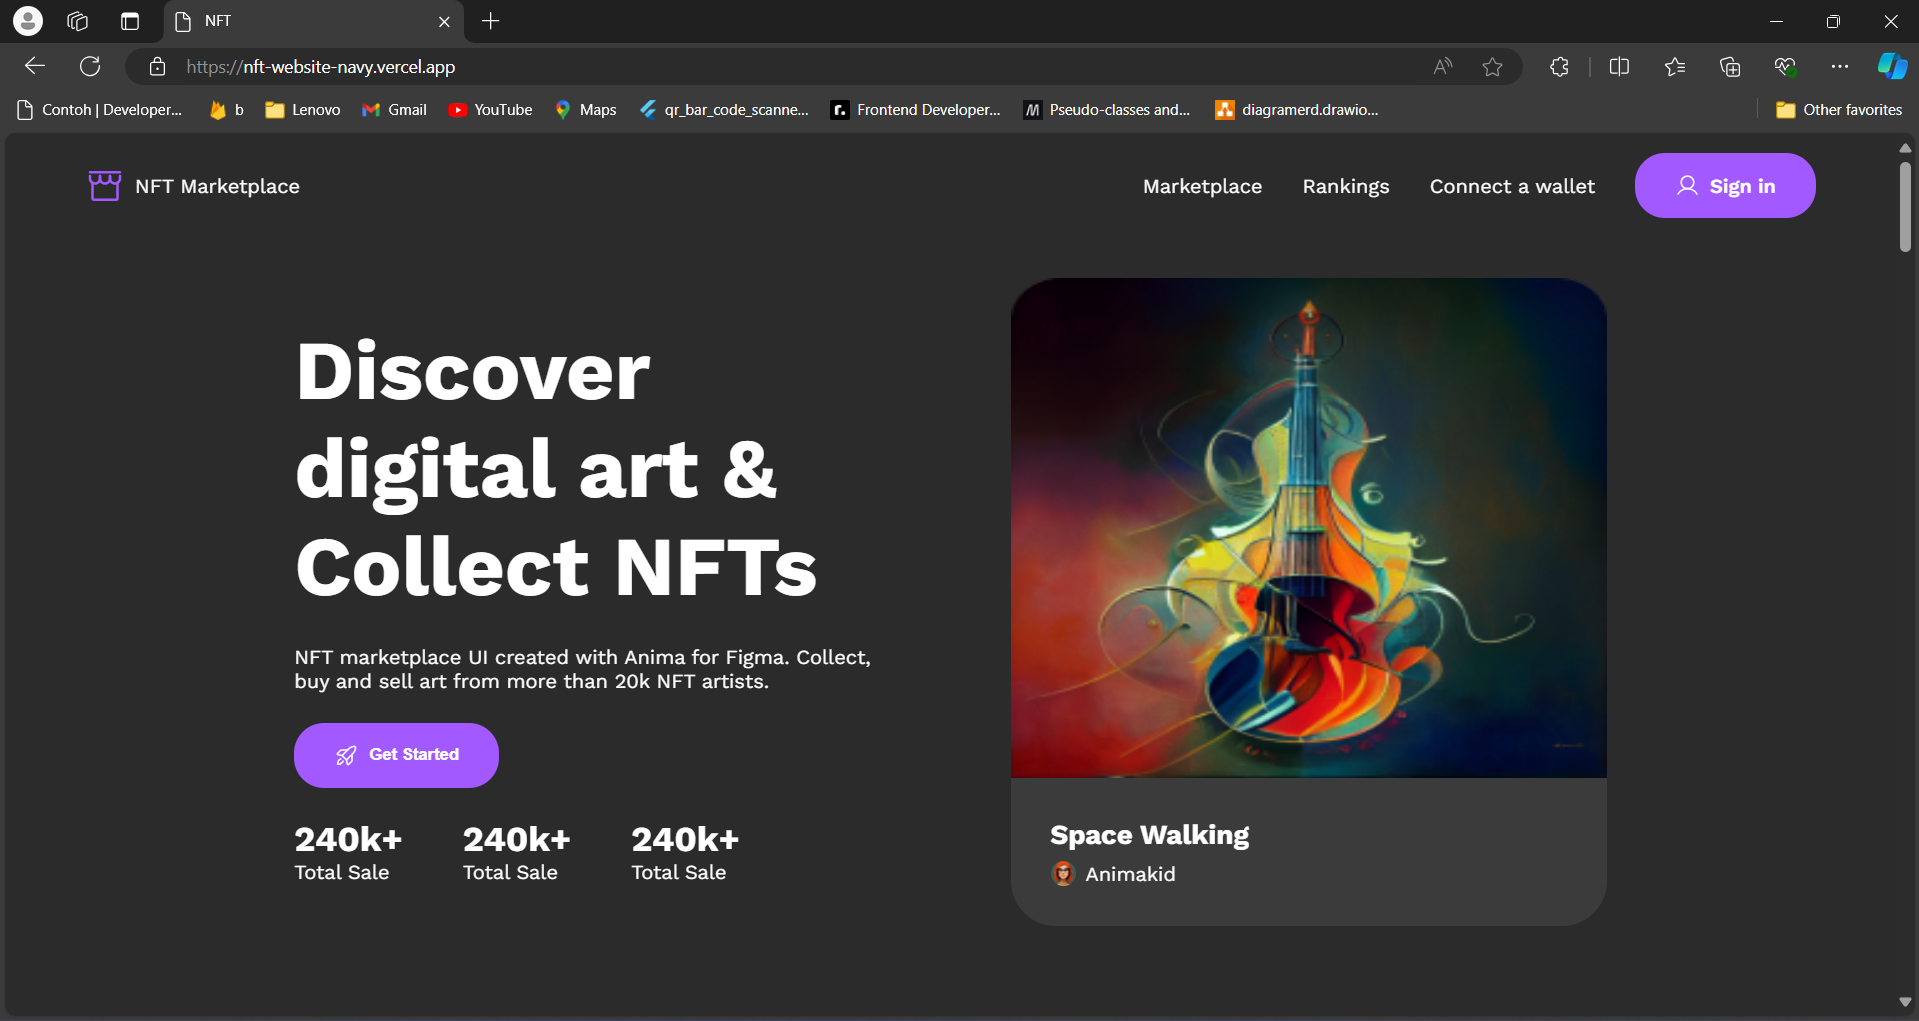 NFT
https://nft-website-navy.vercel.app
Contoh | Developer...
b
Lenovo
Gmail
YouTube
Maps
qr_bar_code_scanne...
Frontend Developer...
Pseudo-classes and...
diagramerd.drawio...
Other favorites
NFT Marketplace
Marketplace
Rankings
Connect a wallet
Sign in
Discover
digital art &
Collect NFTs
NFT marketplace UI created with Anima for Figma. Collect,
buy and sell art from more than 20k NFT artists.
Get Started
240k+
Total Sale
240k+
Total Sale
240k+
Total Sale
Space Walking
Animakid